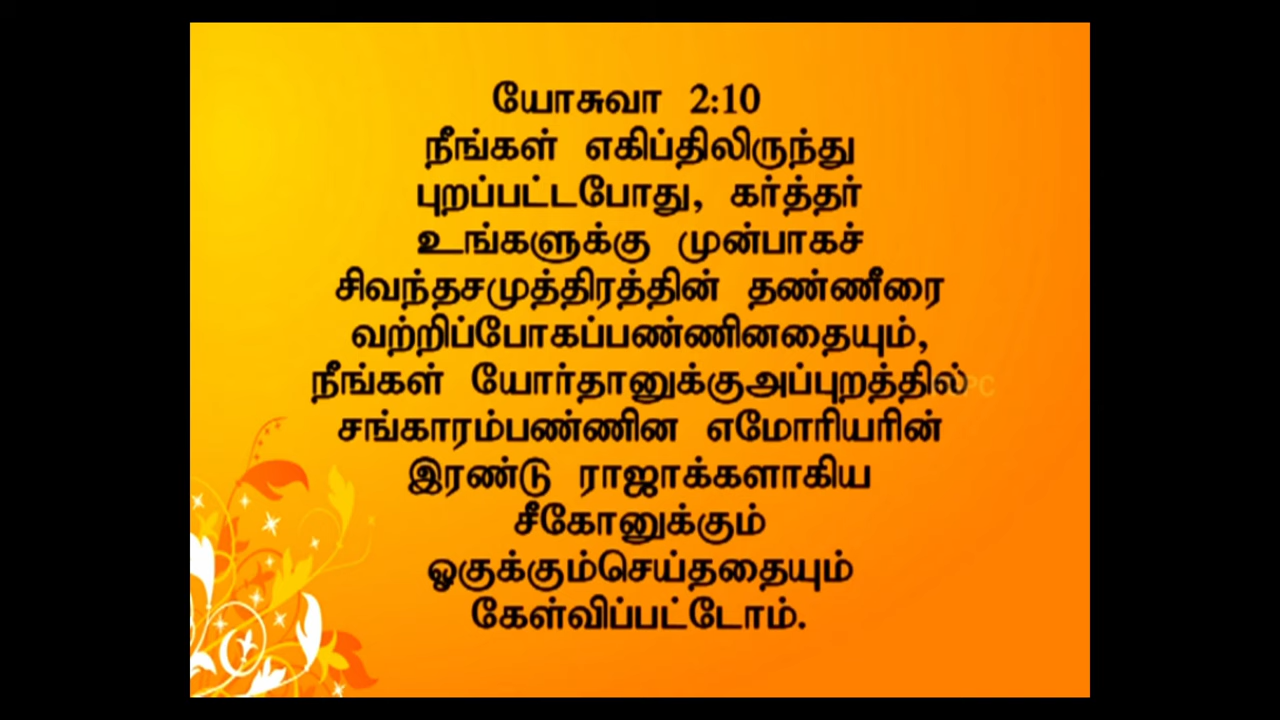 யோசுவா 2:10
நீங்கள் எகிப்திலிருந்து
புறப்பட்டபோது, கர்த்தர்
உங்களுக்கு முன்பாகச்
சிவந்தசமுத்திரத்தின் தண்ணீரை
வற்றிப்போகப்பண்ணினதையும்,
நீங்கள் யோர்தானுக்குஅப்புறத்தில்
சங்காரம்பண்ணின எமோரியரின்
இரண்டு ராஜாக்களாகிய
சீகோனுக்கும்
ஓகுக்கும்செய்ததையும்
கேள்விப்பட்டோம்.